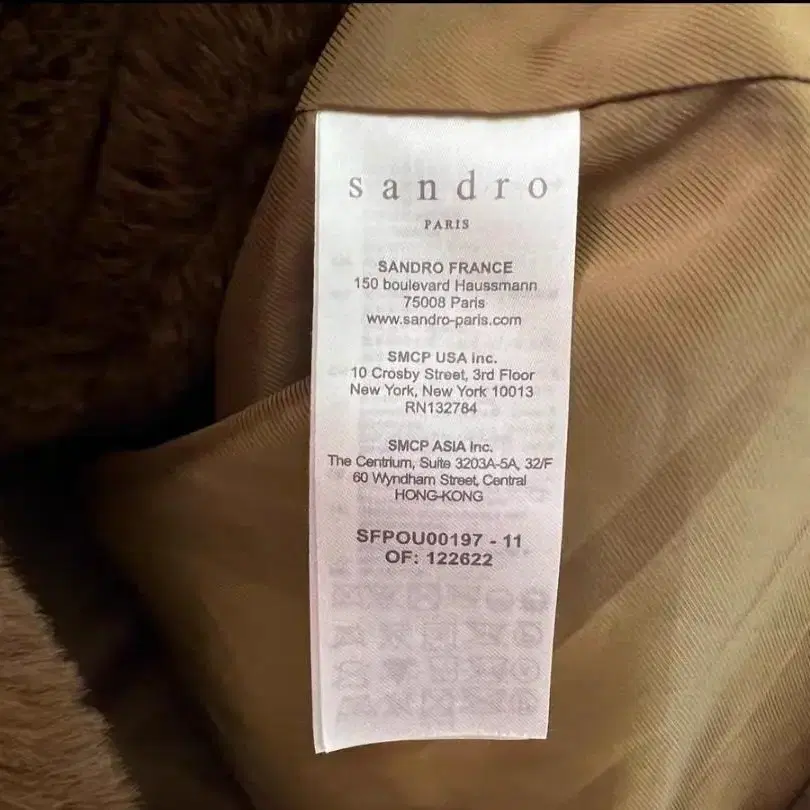 sandro
PARIS
SANDRO FRANCE
150 boulevard Haussmann
75008 Paris
www.sandro-paris.com
SMCP USA Inc.
10 Crosby Street, 3rd Floor
New York, New York 10013
RN132784
SMCP ASIA Inc.
The Centrium, Suite 3203A-5A, 32/F
60 Wyndham Street, Central
HONG-KONG
SFPOU00197 - 11
OF: 122622